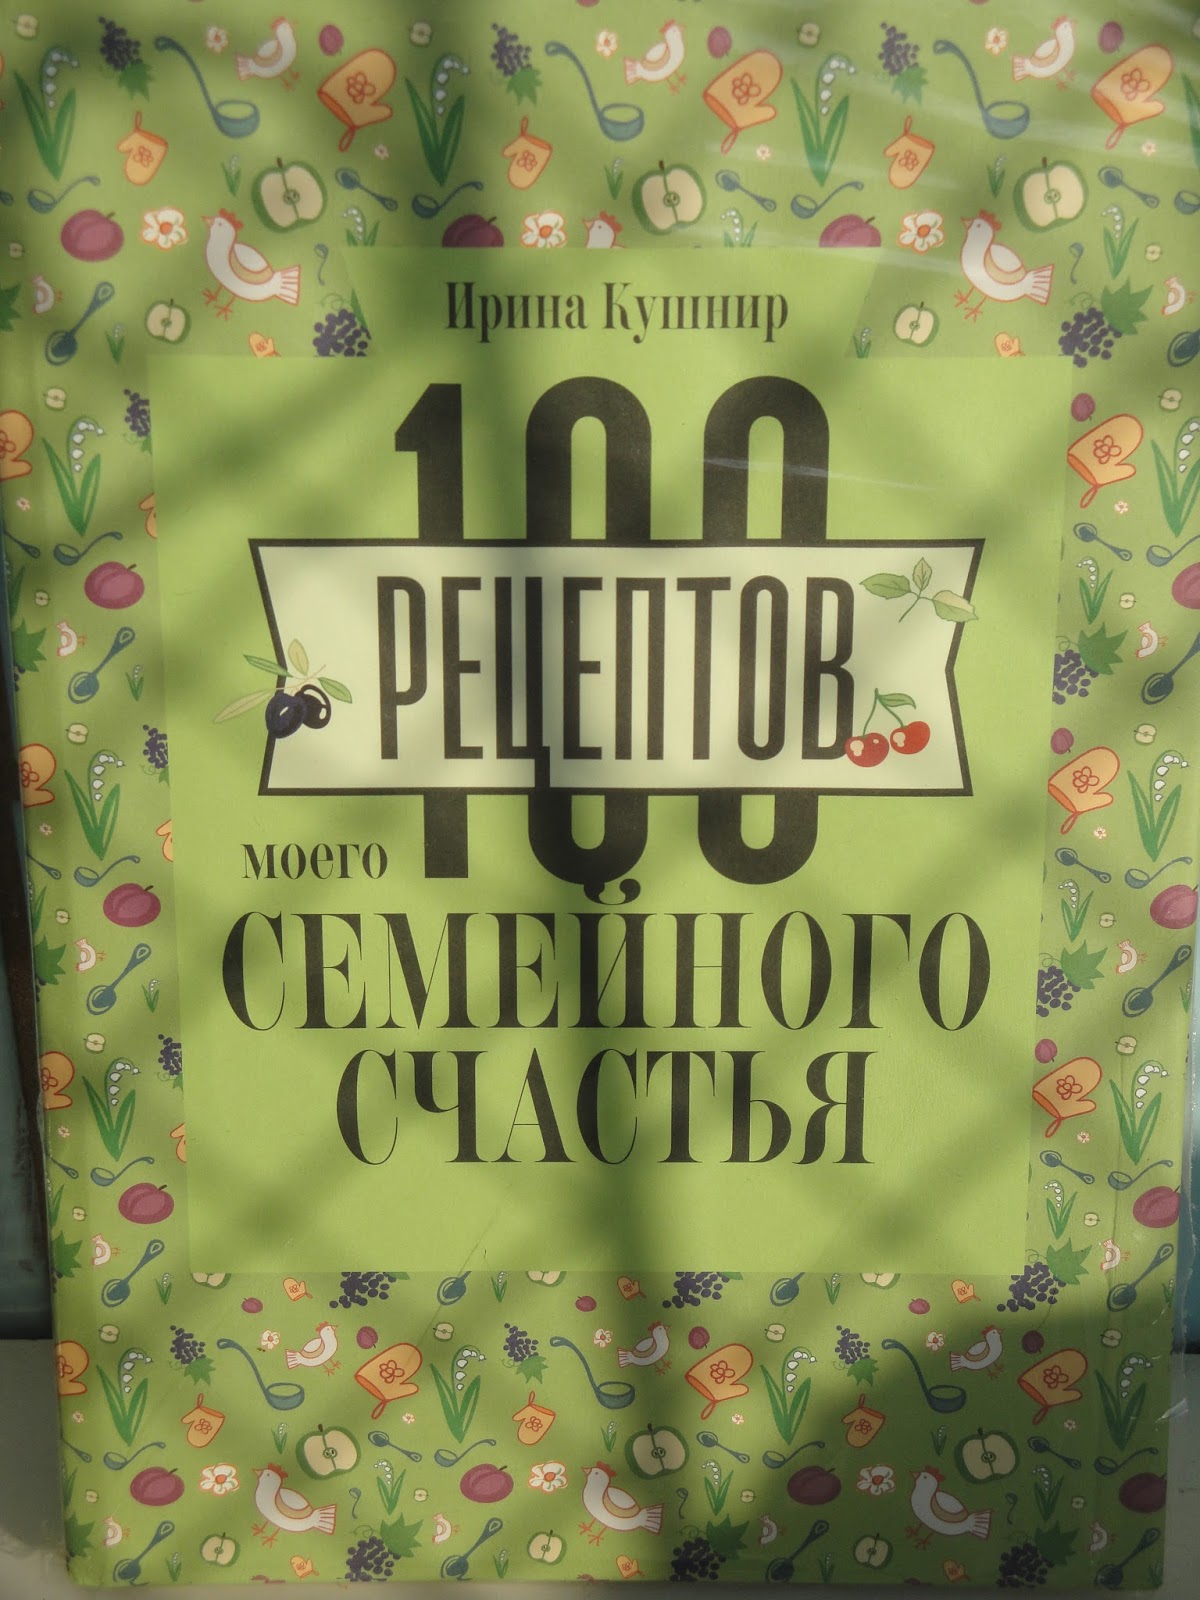 Ирина Кушнир
100
РЕЦЕПТОВ
моего
СЕМЕЙНОГО
СЧАСТЬЯ